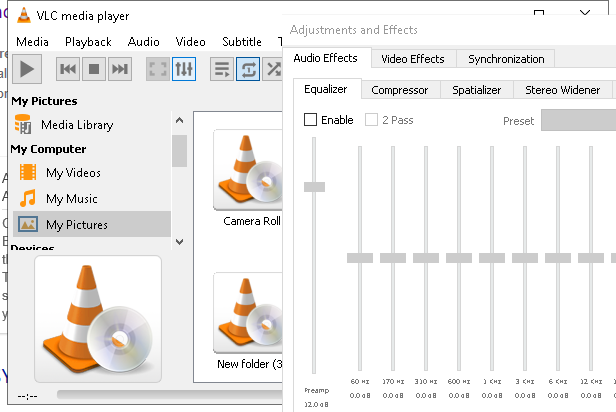 VLC media player
Media Playback Audio Video Subtitle
My Pictures
Media Library
My Computer
My Videos
My Music
My Pictures
Devices
Camera Roll
New folder (3
--:--
Adjustments and Effects
Audio Effects Video Effects Synchronization
Equalizer Compressor Spatializer Stereo Widener
Enable 2 Pass Preset
60 Hz 170 Hz 310 Hz 600 Hz 1 KHz 3 KHz 6 KHz 12 KHz
Preamp 0.0 dB 0.0 dB 0.0 dB 0.0 dB 0.0 dB 0.0 dB 0.0 dB 0.0 dB
12.0 dB